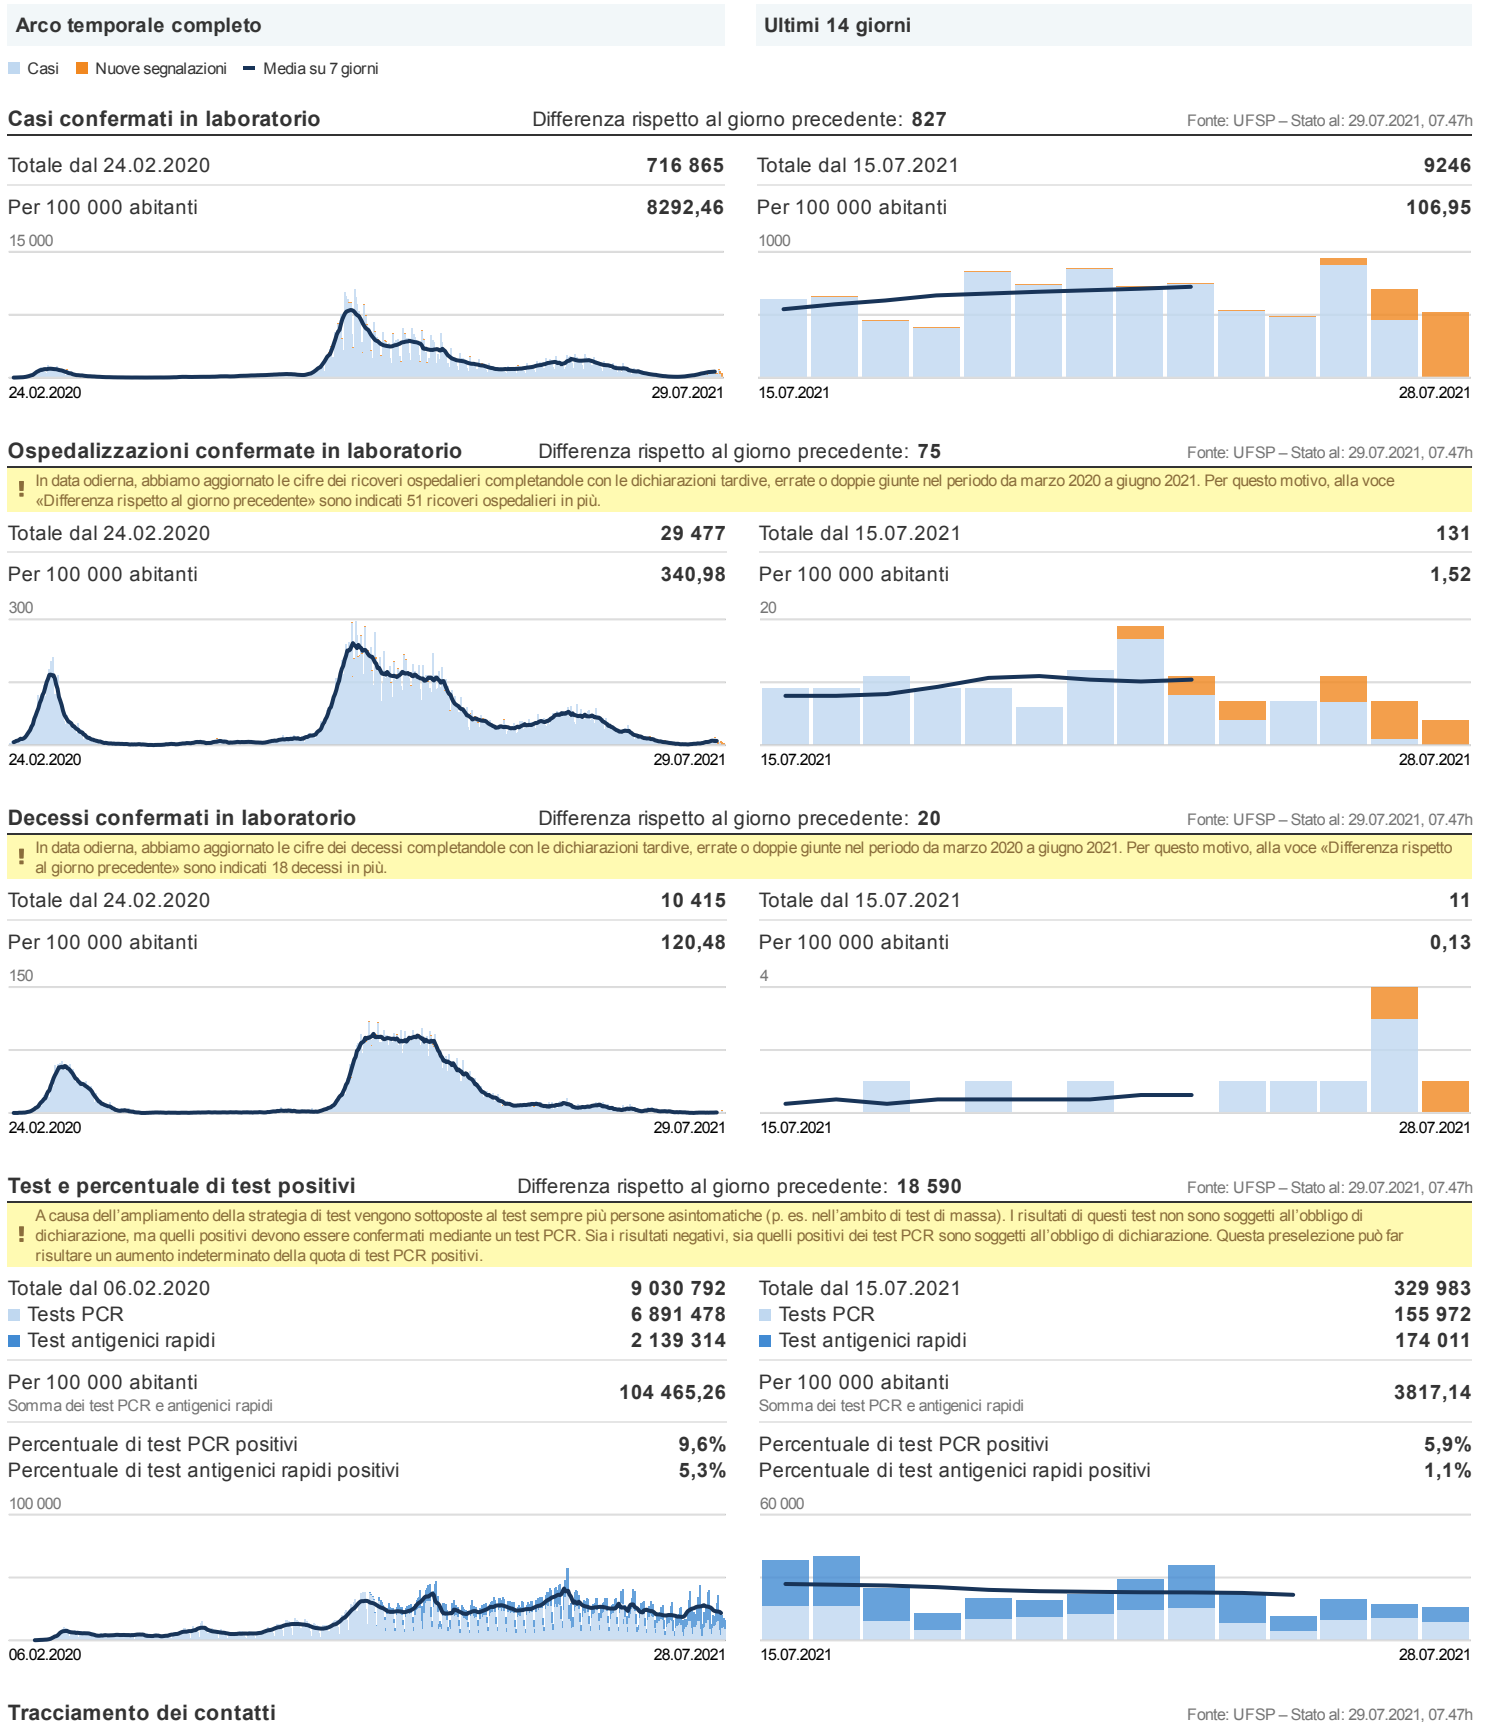 Arco temporale completo
Ultimi 14 giorni
Casi Nuove segnalazioni Media su 7 giorni
Casi confermati in laboratorio Differenza rispetto al giorno precedente: 827 Fonte: UFSP – Stato al: 29.07.2021, 07.47h
Totale dal 24.02.2020 716 865
Per 100 000 abitanti 8292,46
15 000
24.02.2020 29.07.2021
Totale dal 15.07.2021 9246
Per 100 000 abitanti 106,95
1000
15.07.2021 28.07.2021
Ospedalizzazioni confermate in laboratorio Differenza rispetto al giorno precedente: 75 Fonte: UFSP – Stato al: 29.07.2021, 07.47h
! In data odierna, abbiamo aggiornato le cifre dei ricoveri ospedalieri completandole con le dichiarazioni tardive, errate o doppie giunte nel periodo da marzo 2020 a giugno 2021. Per questo motivo, alla voce
«Differenza rispetto al giorno precedente» sono indicati 51 ricoveri ospedalieri in più.
Totale dal 24.02.2020 29 477
Per 100 000 abitanti 340,98
300
24.02.2020 29.07.2021
Totale dal 15.07.2021 131
Per 100 000 abitanti 1,52
20
15.07.2021 28.07.2021
Decessi confermati in laboratorio Differenza rispetto al giorno precedente: 20 Fonte: UFSP – Stato al: 29.07.2021, 07.47h
! In data odierna, abbiamo aggiornato le cifre dei decessi completandole con le dichiarazioni tardive, errate o doppie giunte nel periodo da marzo 2020 a giugno 2021. Per questo motivo, alla voce «Differenza rispetto
al giorno precedente» sono indicati 18 decessi in più.
Totale dal 24.02.2020 10 415
Per 100 000 abitanti 120,48
150
24.02.2020 29.07.2021
Totale dal 15.07.2021 11
Per 100 000 abitanti 0,13
4
15.07.2021 28.07.2021
Test e percentuale di test positivi Differenza rispetto al giorno precedente: 18 590 Fonte: UFSP – Stato al: 29.07.2021, 07.47h
A causa dell'ampliamento della strategia di test vengono sottoposte al test sempre più persone asintomatiche (p. es. nell'ambito di test di massa). I risultati di questi test non sono soggetti all'obbligo di
! dichiarazione, ma quelli positivi devono essere confermati mediante un test PCR. Sia i risultati negativi, sia quelli positivi dei test PCR sono soggetti all'obbligo di dichiarazione. Questa preselezione può far
risultare un aumento indeterminato della quota di test PCR positivi.
Totale dal 06.02.2020 9 030 792
Tests PCR 6 891 478
Test antigenici rapidi 2 139 314
Per 100 000 abitanti 104 465,26
Somma dei test PCR e antigenici rapidi
Percentuale di test PCR positivi 9,6%
Percentuale di test antigenici rapidi positivi 5,3%
100 000
06.02.2020 28.07.2021
Totale dal 15.07.2021 329 983
Tests PCR 155 972
Test antigenici rapidi 174 011
Per 100 000 abitanti 3817,14
Somma dei test PCR e antigenici rapidi
Percentuale di test PCR positivi 5,9%
Percentuale di test antigenici rapidi positivi 1,1%
60 000
15.07.2021 28.07.2021
Tracciamento dei contatti Fonte: UFSP – Stato al: 29.07.2021, 07.47h